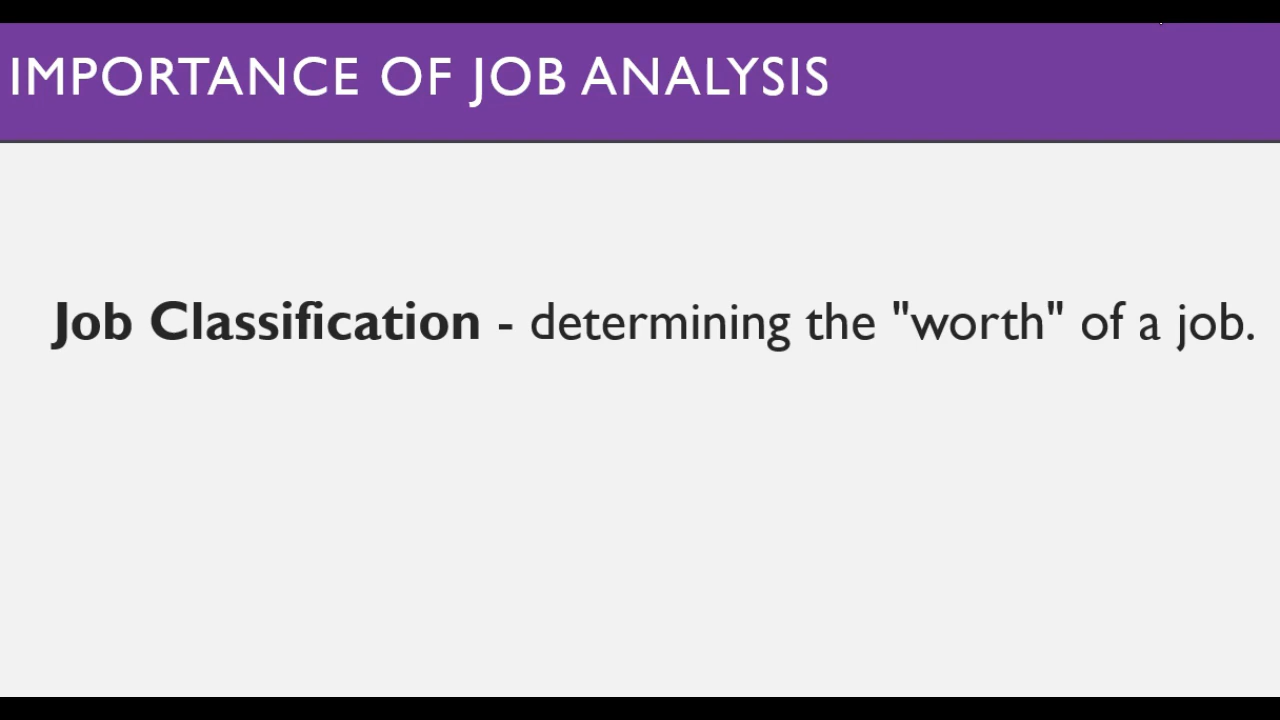 IMPORTANCE OF JOB ANALYSIS
Job Classification - determining the "worth" of a job.